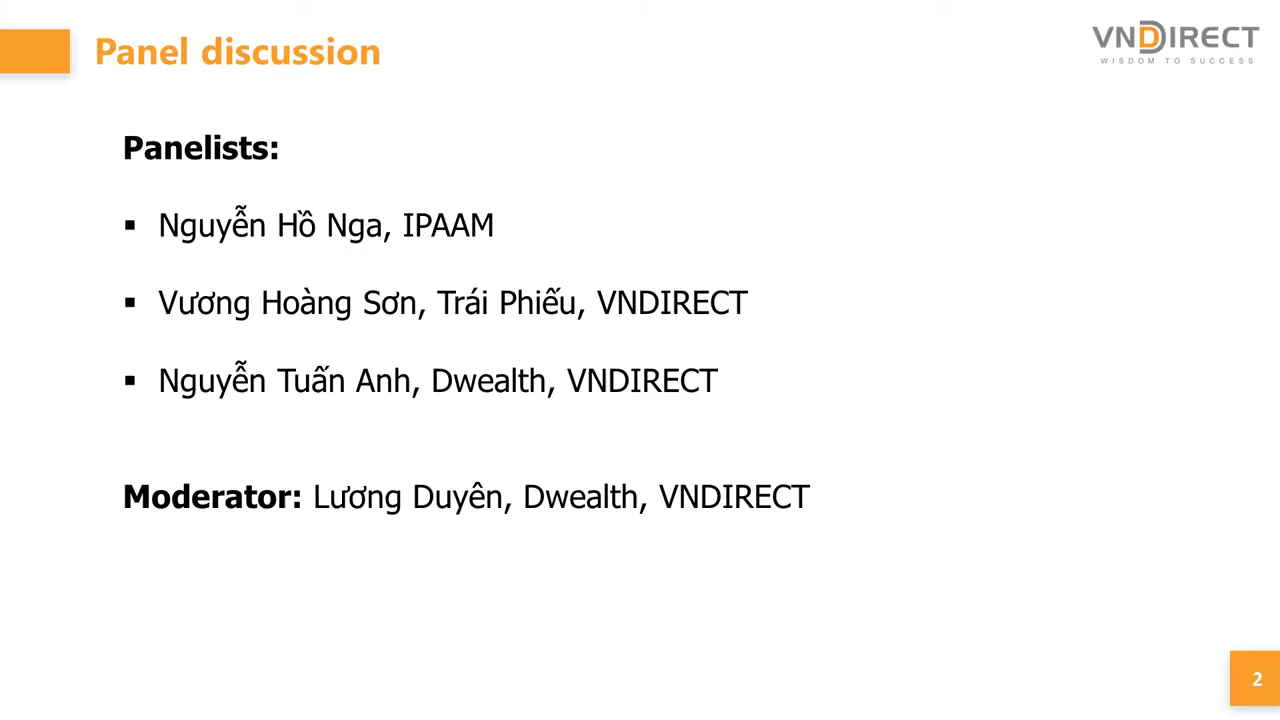 Panel discussion
VNDIRECT
WISDOM TO SUCCESS
Panelists:
▪ Nguyễn Hồ Nga, IPAAM
▪ Vương Hoàng Sơn, Trái Phiếu, VNDIRECT
▪ Nguyễn Tuấn Anh, Dwealth, VNDIRECT
Moderator: Lương Duyên, Dwealth, VNDIRECT
2